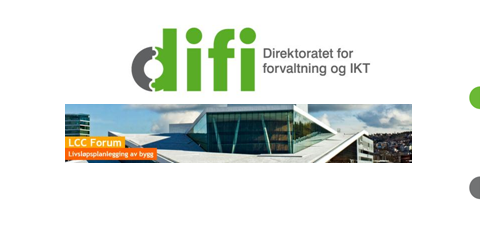 difi
Direktoratet for
forvaltning og IKT
LCC Forum
Livsløpsplanlegging av bygg